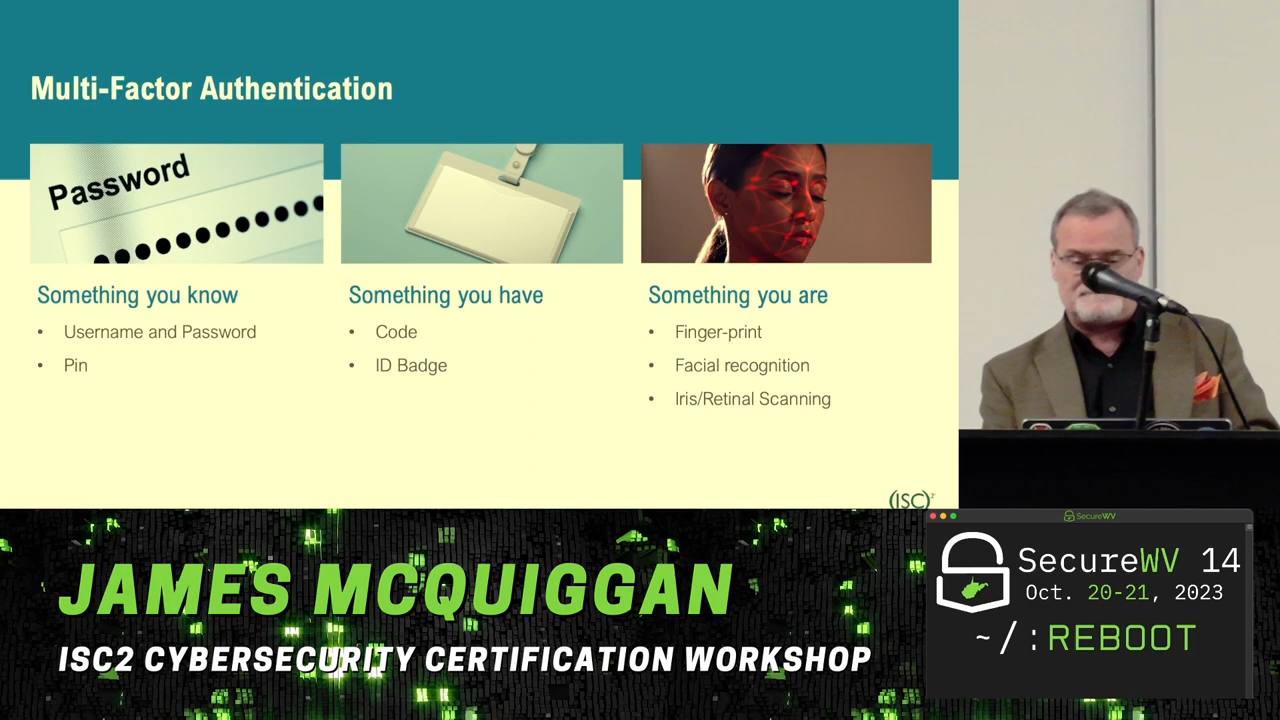 Multi-Factor Authentication
Password
Something you know
• Username and Password
• Pin
Something you have
• Code
• ID Badge
Something you are
• Finger-print
• Facial recognition
• Iris/Retinal Scanning
(ISC)²
JAMES MCQUIGGAN
ISC2 CYBERSECURITY CERTIFICATION WORKSHOP
SecureWV
SecureWV 14
Oct. 20-21, 2023
~/:REBOOT